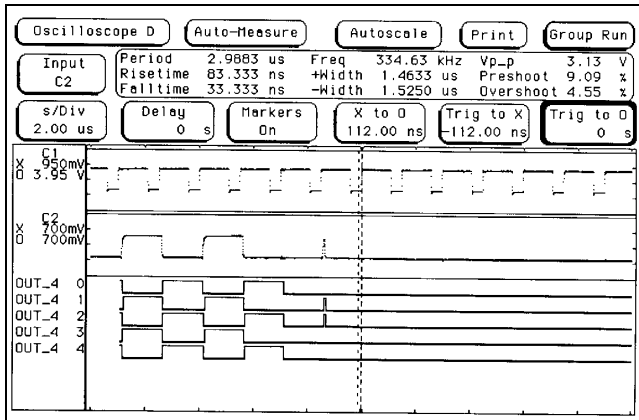 Oscilloscope D Auto-Measure Autoscale Print Group Run
Input C2
Period 2.9883 us Freq 334.63 kHz Vp_p 3.13 V
Risetime 83.333 ns +Width 1.4633 us Preshoot 9.09 %
Falltime 33.333 ns -Width 1.5250 us Overshoot 4.55 %
s/Div 2.00 us
Delay 0 s
Markers On
X to O 112.00 ns
Trig to X -112.00 ns
Trig to O 0 s
C1
X 950mV
O 3.95 V
C2
X 700mV
O 700mV
OUT_4 0
OUT_4 1
OUT_4 2
OUT_4 3
OUT_4 4